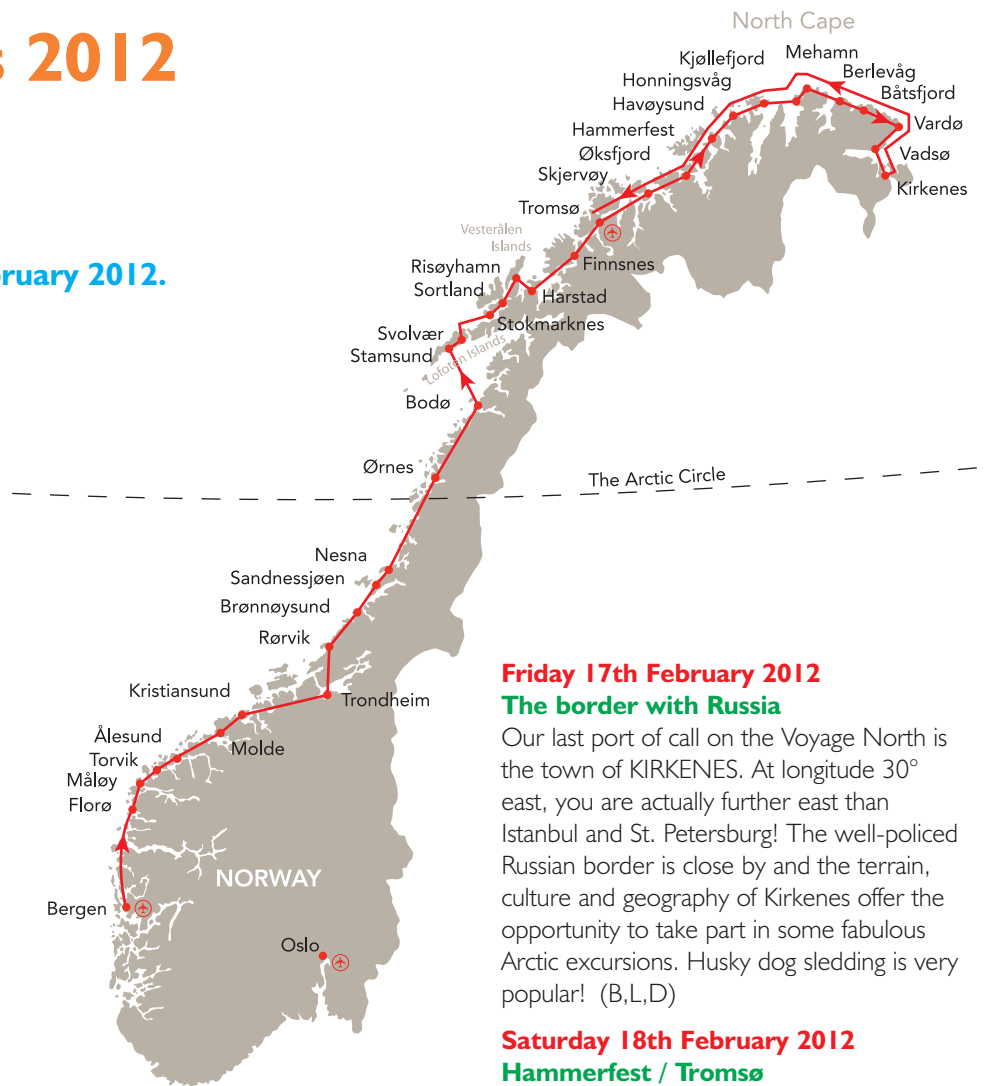 s 2012
bruary 2012.
North Cape
Mehamn
Kjøllefjord
Berlevåg
Honningsvåg
Båtsfjord
Havøysund
Vardø
Hammerfest
Øksfjord
Vadsø
Skjervøy
Kirkenes
Tromsø
Vesterålen
Islands
Finnsnes
Risøyhamn
Sortland
Harstad
Stokmarknes
Svolvær
Stamsund
Lofoten Islands
Bodø
Ørnes
The Arctic Circle
Nesna
Sandnessjøen
Brønnøysund
Rørvik
Kristiansund
Trondheim
Ålesund
Molde
Torvik
Måløy
Florø
NORWAY
Bergen
Oslo
Friday 17th February 2012
The border with Russia
Our last port of call on the Voyage North is
the town of KIRKENES. At longitude 30°
east, you are actually further east than
Istanbul and St. Petersburg! The well-policed
Russian border is close by and the terrain,
culture and geography of Kirkenes offer the
opportunity to take part in some fabulous
Arctic excursions. Husky dog sledding is very
popular! (B,L,D)
Saturday 18th February 2012
Hammerfest / Tromsø